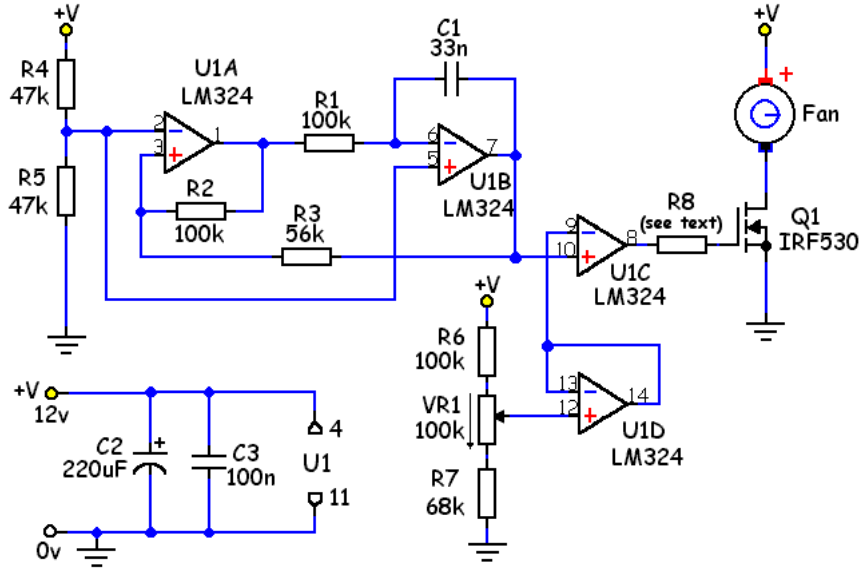 +V
R4
47k
R5
47k
U1A
LM324
2
-
3
+
1
R2
100k
R1
100k
R3
56k
C1
33n
6
-
5
+
7
U1B
LM324
9
-
10
+
8
U1C
LM324
R8
(see text)
+V
+
Fan
Q1
IRF530
+V
R6
100k
VR1
100k
R7
68k
13
-
12
+
14
U1D
LM324
+V
12v
C2
+
220uF
C3
100n
4
U1
11
0v